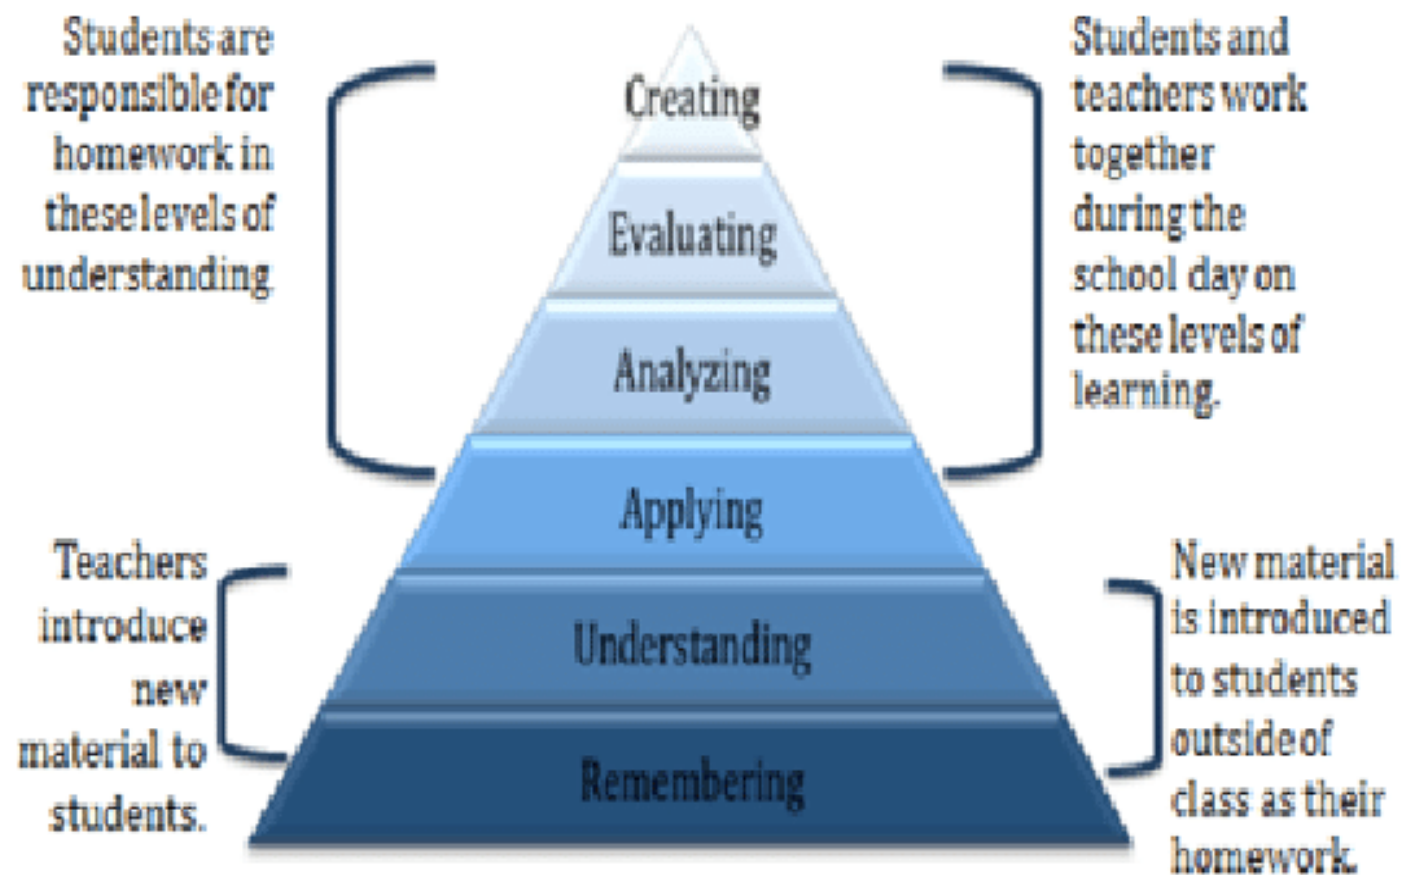 Students are
responsible for
homework in
these levels of
understanding
Students and
teachers work
together
during the
school day on
these levels of
learning.
Creating
Evaluating
Analyzing
Applying
Understanding
Remembering
Teachers
introduce
new
material to
students.
New material
is introduced
to students
outside of
class as their
homework.